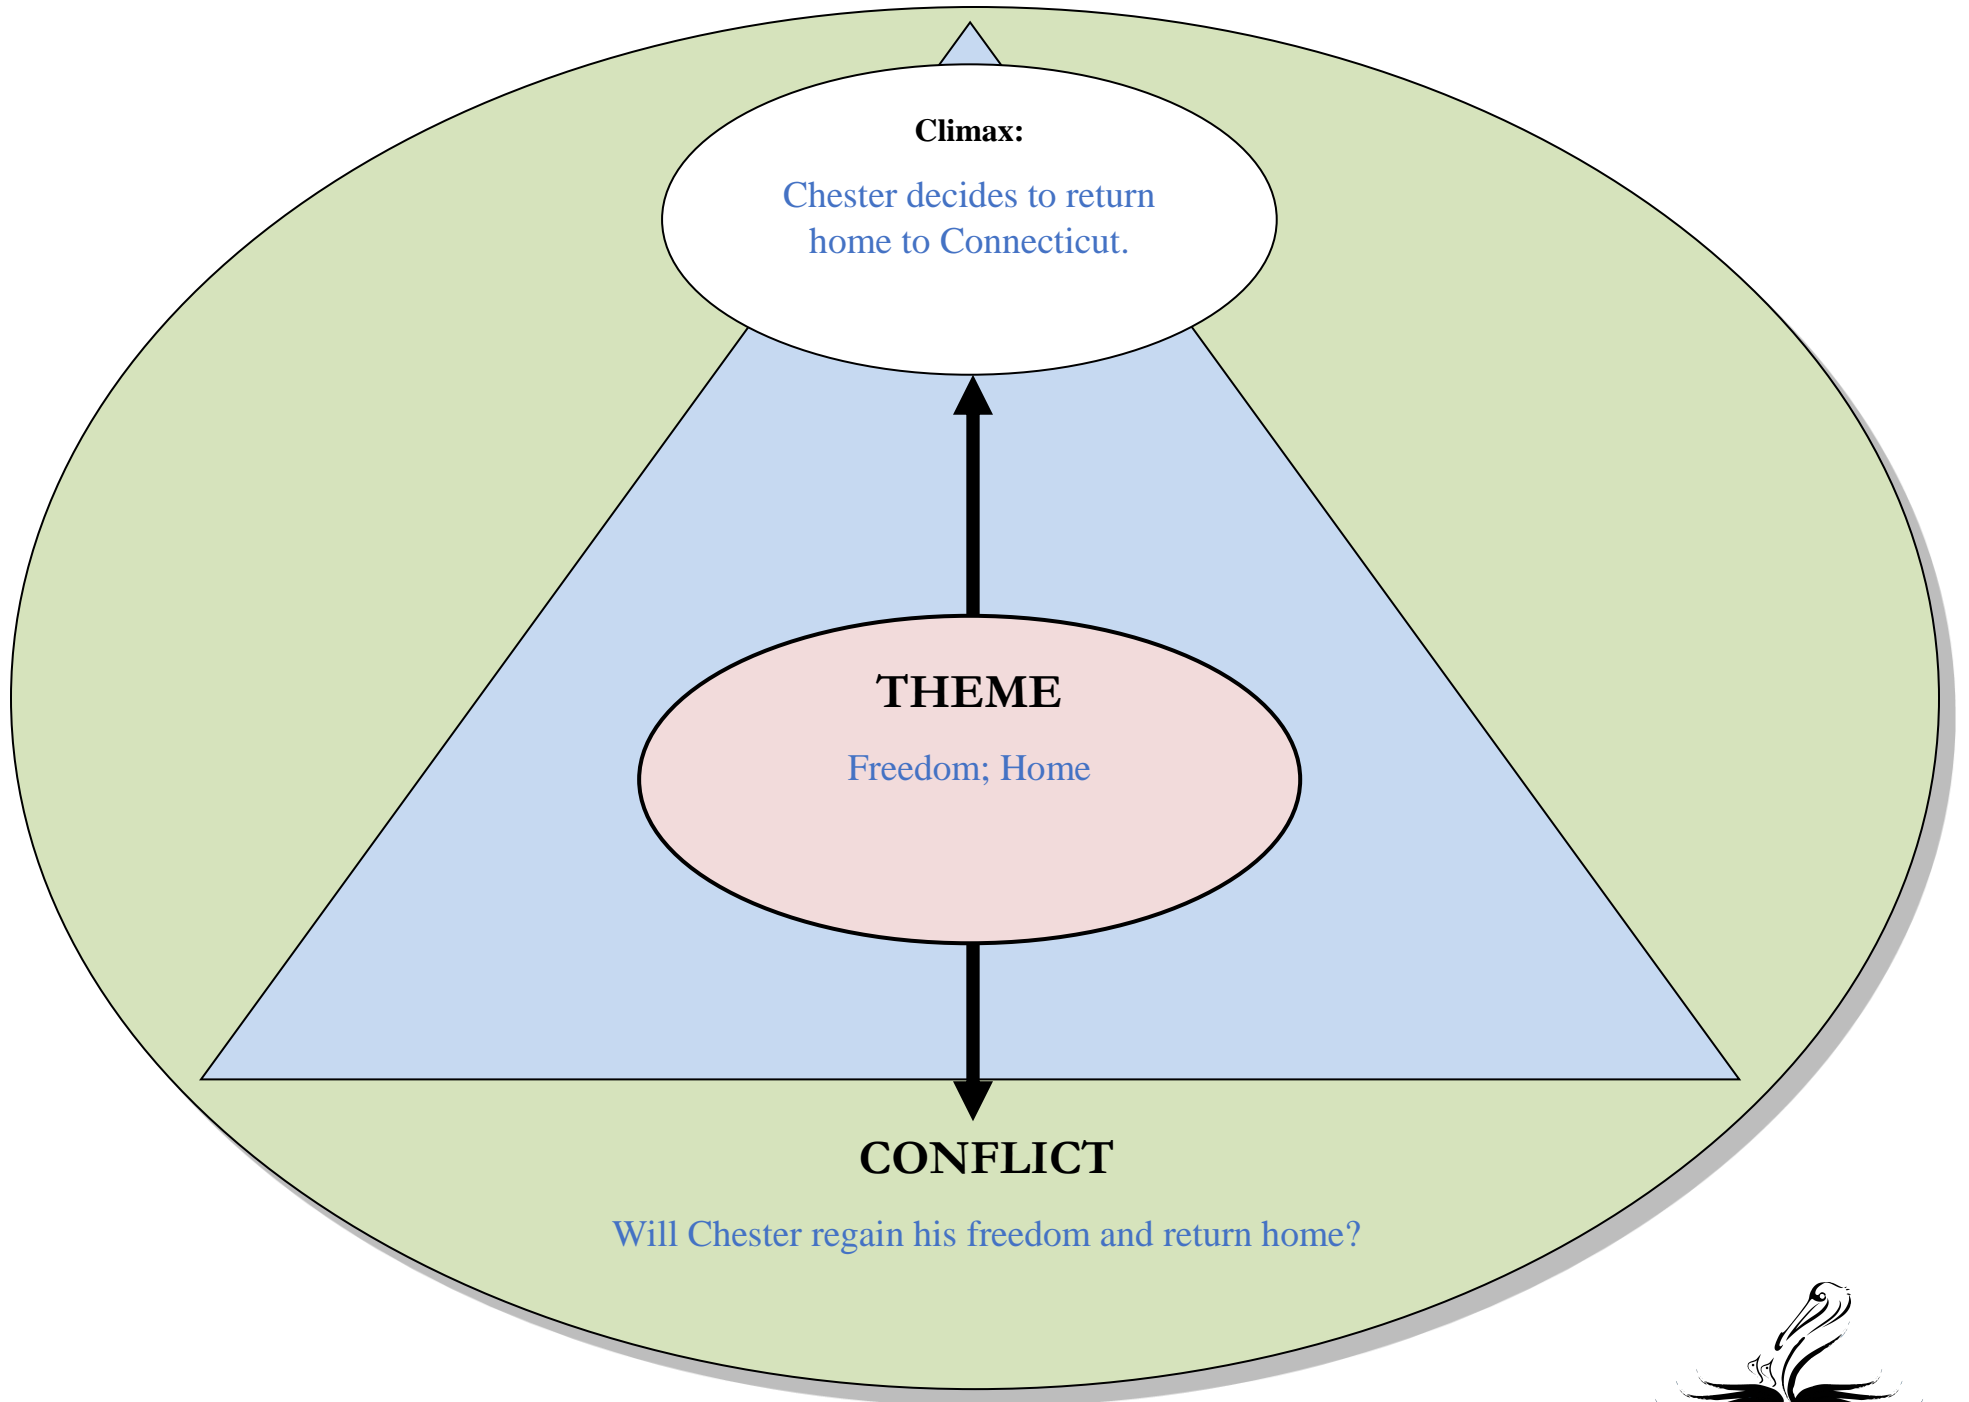 Climax:
Chester decides to return
home to Connecticut.
THEME
Freedom; Home
CONFLICT
Will Chester regain his freedom and return home?